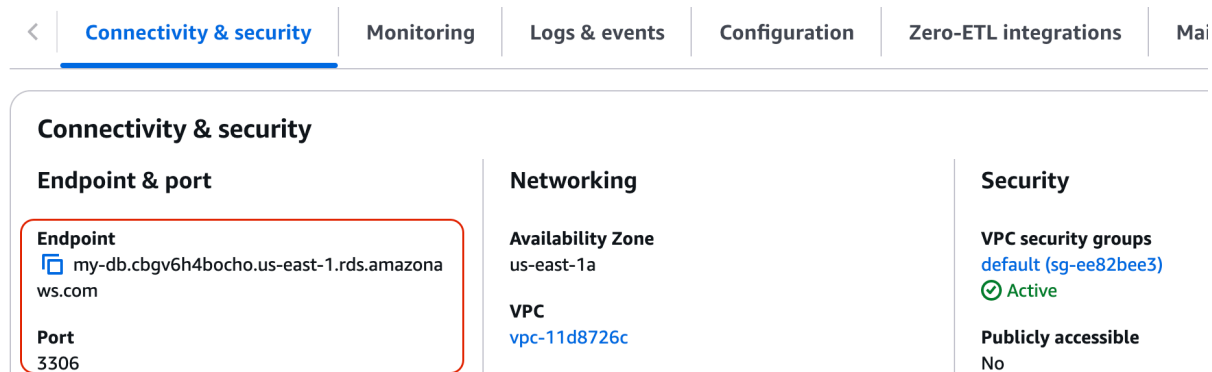 Connectivity & security
Monitoring
Logs & events
Configuration
Zero-ETL integrations
Connectivity & security
Endpoint & port
Endpoint
my-db.cbgv6h4bocho.us-east-1.rds.amazona
ws.com
Port
3306
Networking
Availability Zone
us-east-1a
VPC
vpc-11d8726c
Security
VPC security groups
default (sg-ee82bee3)
Active
Publicly accessible
No